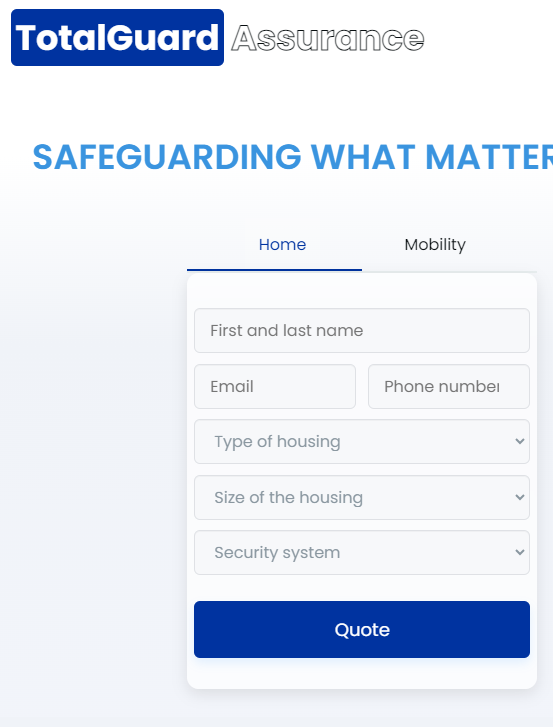 TotalGuard Assurance
SAFEGUARDING WHAT MATTER
Home Mobility
First and last name
Email Phone number
Type of housing
Size of the housing
Security system
Quote